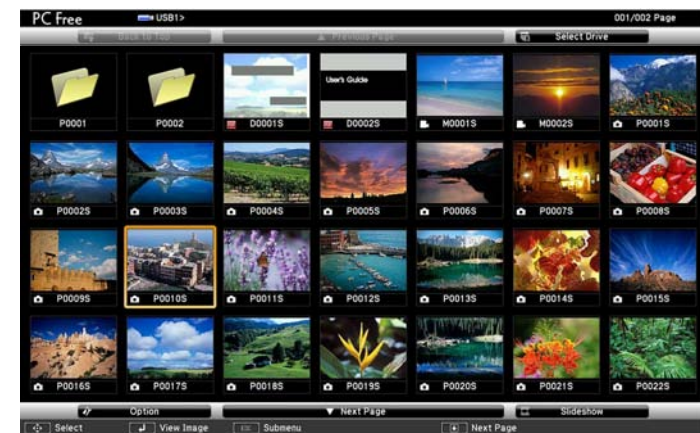 PC Free USB1> 001/002 Page
Back to Top Previous Page Select Drive
User's Guide
P0001 P0002 D0001S D0002S M0001S M0002S P0001S
P0002S P0003S P0004S P0005S P0006S P0007S P0008S
P0009S P0010S P0011S P0012S P0013S P0014S P0015S
P0016S P0017S P0018S P0019S P0020S P0021S P0022S
Option Next Page Slideshow
Select View Image ESC Submenu Next Page